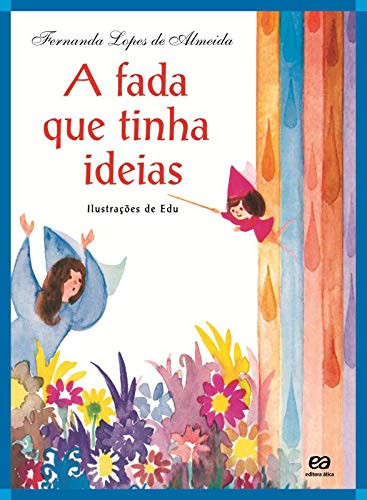 Fernanda Lopes de Almeida
A fada
que tinha
ideias
Ilustrações de Edu
editora ática